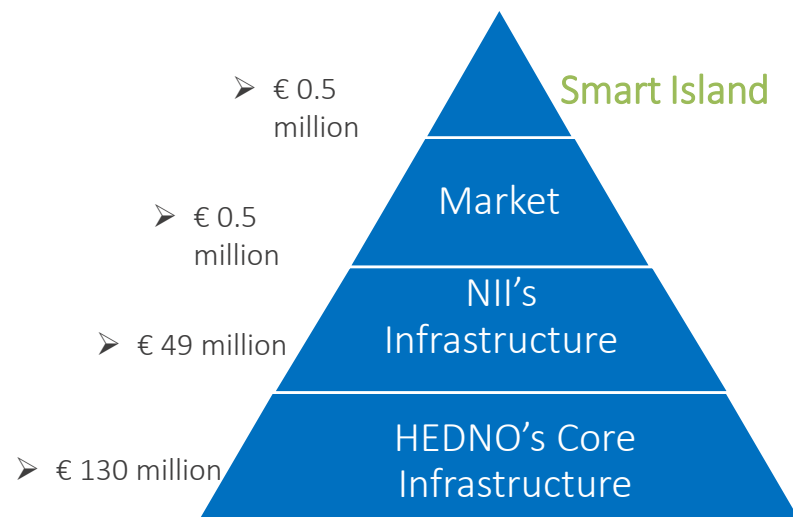 ➢ € 0.5
million
Smart Island
➢ € 0.5
million
Market
➢ € 49 million
NII’s
Infrastructure
➢ € 130 million
HEDNO’s Core
Infrastructure